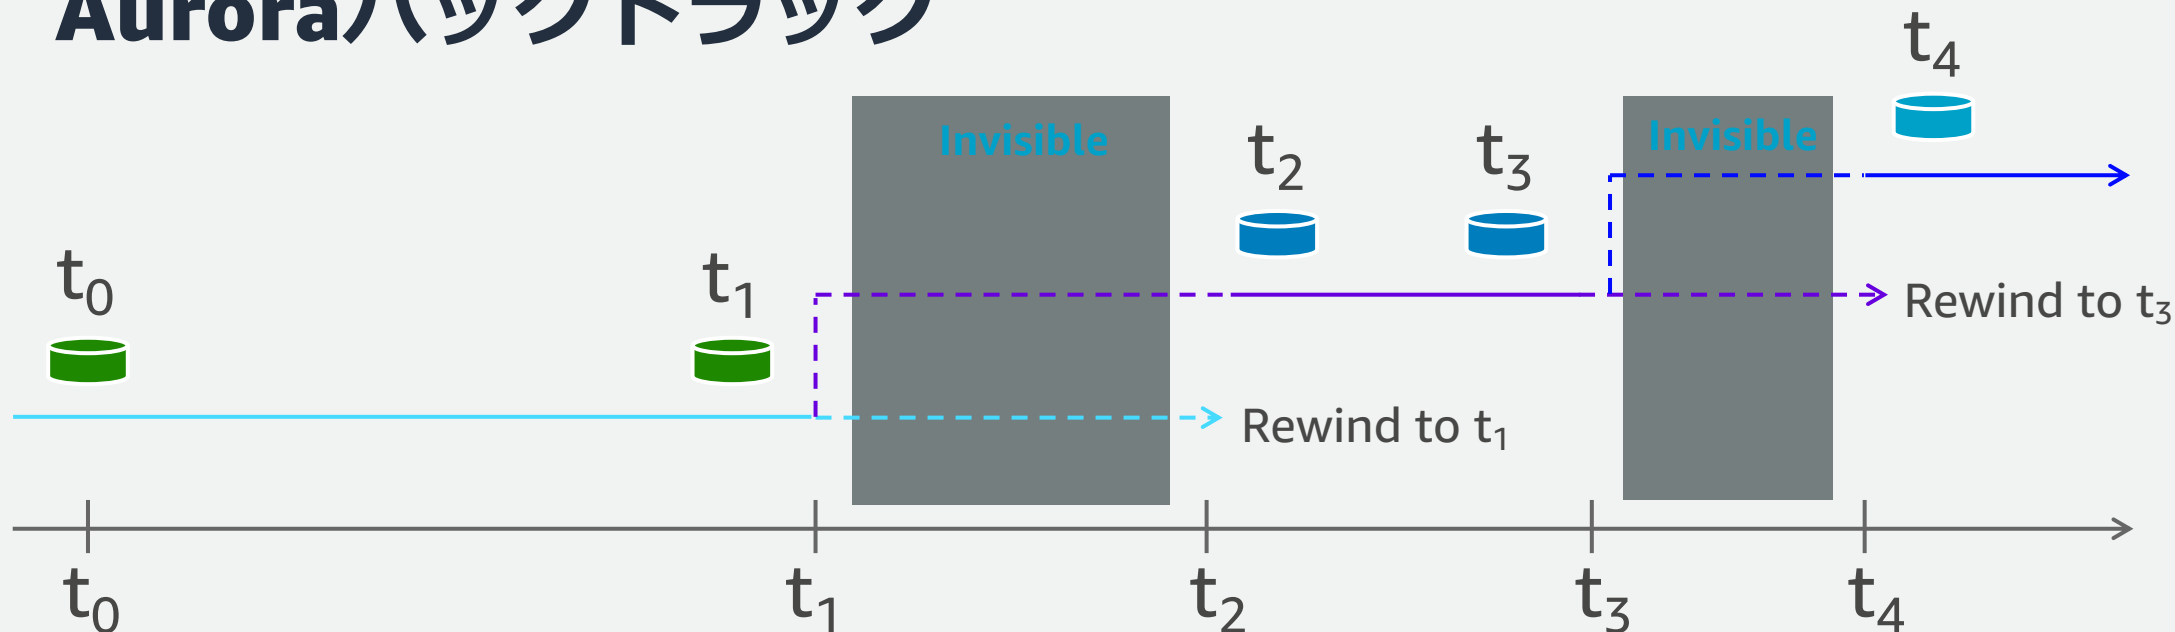 Auroraバックトラック
t4
Invisible
Invisible
t2
t3
t0
t1
Rewind to t3
Rewind to t1
t0
t1
t2
t3
t4